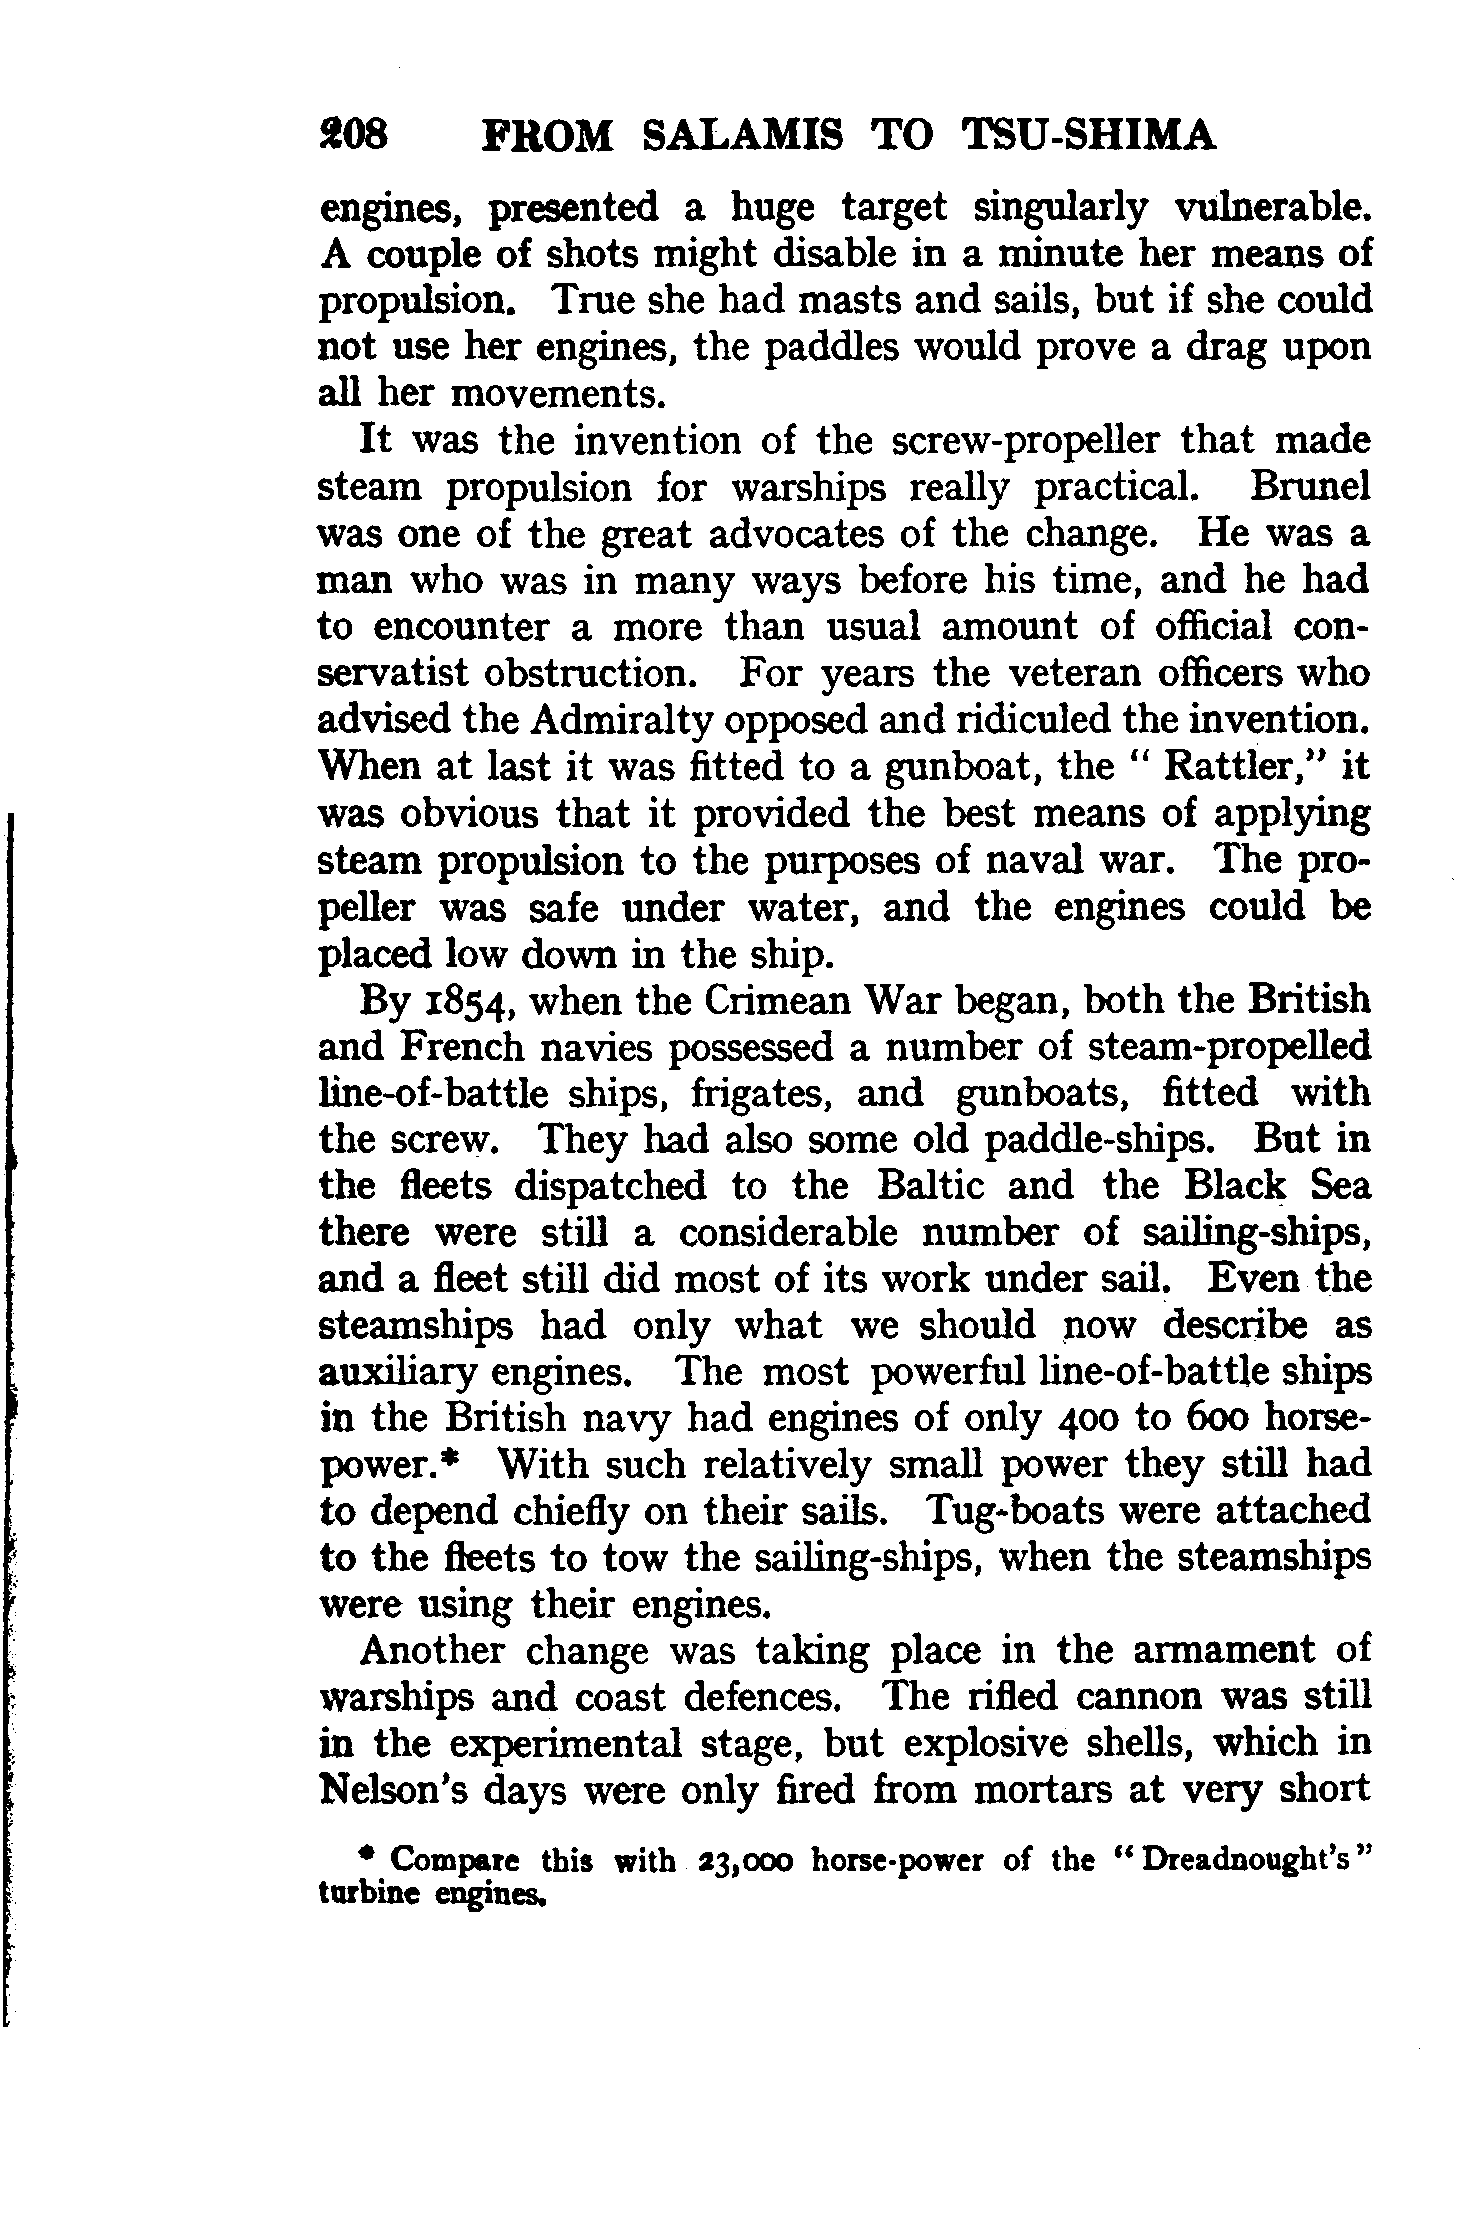 208 FROM SALAMIS TO TSU-SHIMA
engines, presented a huge target singularly vulnerable.
A couple of shots might disable in a minute her means of
propulsion. True she had masts and sails, but if she could
not use her engines, the paddles would prove a drag upon
all her movements.
It was the invention of the screw-propeller that made
steam propulsion for warships really practical. Brunel
was one of the great advocates of the change. He was a
man who was in many ways before his time, and he had
to encounter a more than usual amount of official con-
servatist obstruction. For years the veteran officers who
advised the Admiralty opposed and ridiculed the invention.
When at last it was fitted to a gunboat, the " Rattler," it
was obvious that it provided the best means of applying
steam propulsion to the purposes of naval war. The pro-
peller was safe under water, and the engines could be
placed low down in the ship.
By 1854, when the Crimean War began, both the British
and French navies possessed a number of steam-propelled
line-of-battle ships, frigates, and gunboats, fitted with
the screw. They had also some old paddle-ships. But in
the fleets dispatched to the Baltic and the Black Sea
there were still a considerable number of sailing-ships,
and a fleet still did most of its work under sail. Even the
steamships had only what we should now describe as
auxiliary engines. The most powerful line-of-battle ships
in the British navy had engines of only 400 to 600 horse-
power.* With such relatively small power they still had
to depend chiefly on their sails. Tug-boats were attached
to the fleets to tow the sailing-ships, when the steamships
were using their engines.
Another change was taking place in the armament of
warships and coast defences. The rifled cannon was still
in the experimental stage, but explosive shells, which in
Nelson's days were only fired from mortars at very short
* Compare this with 23,000 horse-power of the "Dreadnought's"
turbine engines.